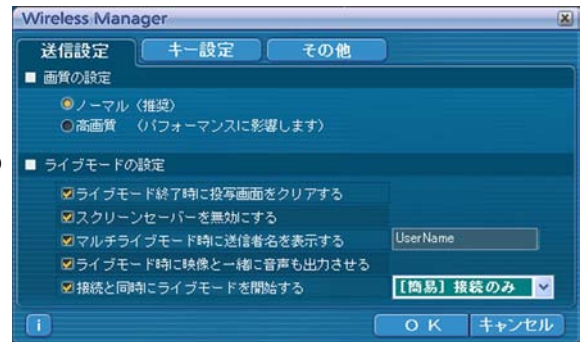 Wireless Manager
送信設定 キー設定 その他
画質の設定
ノーマル（推奨）
高画質 （パフォーマンスに影響します）
ライブモードの設定
ライブモード終了時に投写画面をクリアする
スクリーンセーバーを無効にする
マルチライブモード時に送信者名を表示する UserName
ライブモード時に映像と一緒に音声も出力させる
接続と同時にライブモードを開始する ［簡易］接続のみ
i OK キャンセル